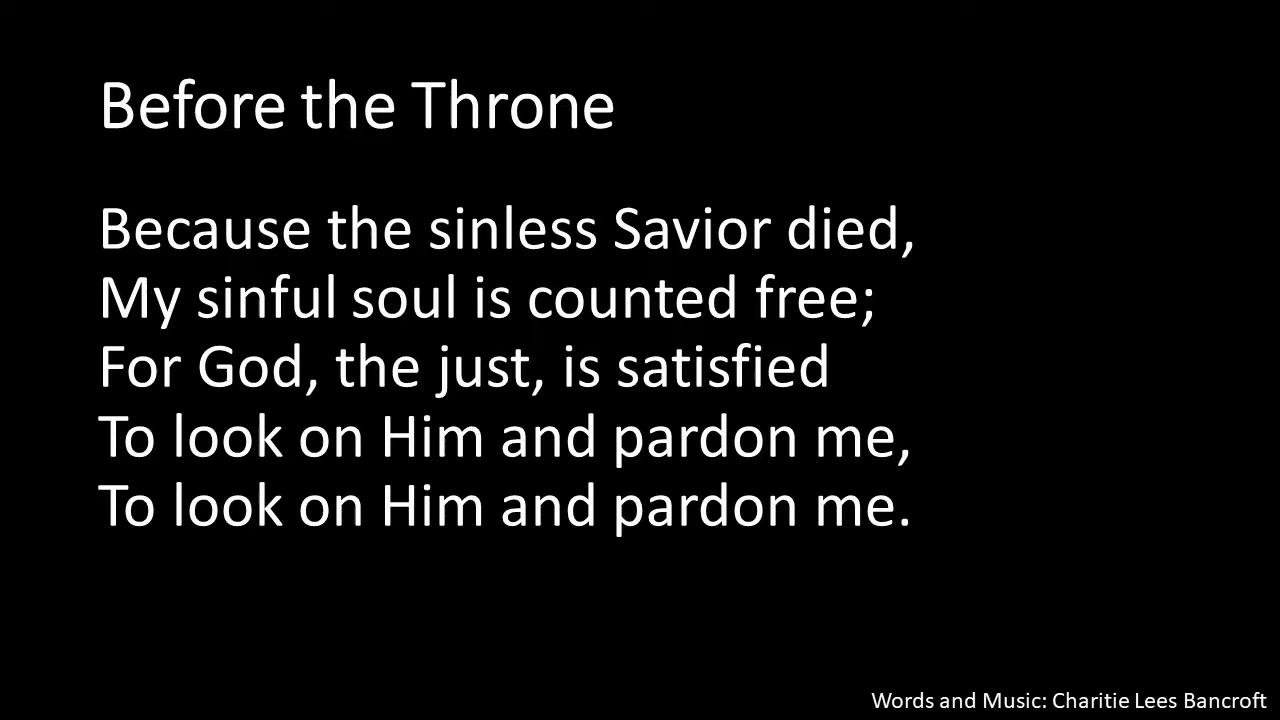 Before the Throne
Because the sinless Savior died,
My sinful soul is counted free;
For God, the just, is satisfied
To look on Him and pardon me,
To look on Him and pardon me.
Words and Music: Charitie Lees Bancroft